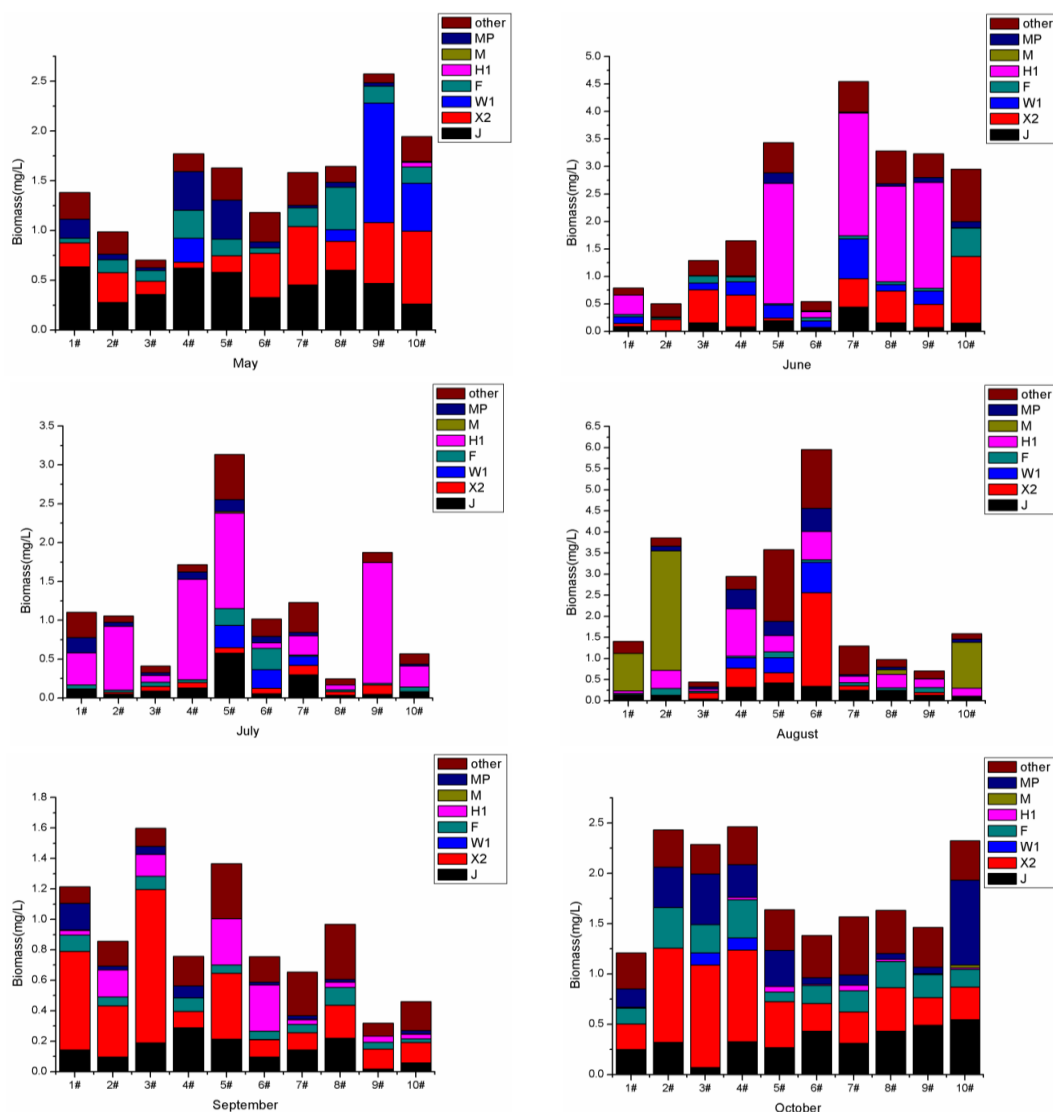 other
MP
M
H1
F
W1
X2
J
Biomass(mg/L)
2.5
2.0
1.5
1.0
0.5
0.0
1# 2# 3# 4# 5# 6# 7# 8# 9# 10#
May
other
MP
M
H1
F
W1
X2
J
Biomass(mg/L)
5.0
4.5
4.0
3.5
3.0
2.5
2.0
1.5
1.0
0.5
0.0
1# 2# 3# 4# 5# 6# 7# 8# 9# 10#
June
other
MP
M
H1
F
W1
X2
J
Biomass(mg/L)
3.5
3.0
2.5
2.0
1.5
1.0
0.5
0.0
1# 2# 3# 4# 5# 6# 7# 8# 9# 10#
July
other
MP
M
H1
F
W1
X2
J
Biomass(mg/L)
6.5
6.0
5.5
5.0
4.5
4.0
3.5
3.0
2.5
2.0
1.5
1.0
0.5
0.0
1# 2# 3# 4# 5# 6# 7# 8# 9# 10#
August
other
MP
M
H1
F
W1
X2
J
Biomass(mg/L)
1.8
1.6
1.4
1.2
1.0
0.8
0.6
0.4
0.2
0.0
1# 2# 3# 4# 5# 6# 7# 8# 9# 10#
September
other
MP
M
H1
F
W1
X2
J
Biomass(mg/L)
2.5
2.0
1.5
1.0
0.5
0.0
1# 2# 3# 4# 5# 6# 7# 8# 9# 10#
October